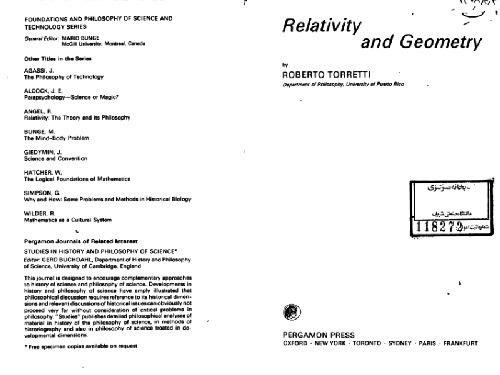 FOUNDATIONS AND PHILOSOPHY OF SCIENCE AND
TECHNOLOGY SERIES
General Editor: MARIO BUNGE
McGill University, Montreal, Canada
Other Titles in the Series
AGASSI, J.
The Philosophy of Technology
ALCOCK, J. E.
Parapsychology—Science or Magic?
ANGEL, R.
Relativity: The Theory and its Philosophy
BUNGE, M.
The Mind-Body Problem
GIEDYMIN, J.
Science and Convention
HATCHER, W.
The Logical Foundations of Mathematics
SIMPSON, G.
Why and How: Some Problems and Methods in Historical Biology
WILDER, R.
Mathematics as a Cultural System
Pergamon Journals of Related Interest
STUDIES IN HISTORY AND PHILOSOPHY OF SCIENCE*
Editor: GERD BUCHDAHL, Department of History and Philosophy
of Science, University of Cambridge, England
This journal is designed to encourage complementary approaches
to history of science and philosophy of science. Developments in
history and philosophy of science have amply illustrated that
philosophical discussion requires reference to its historical dimen-
sions and relevant discussions of historical issues can obviously not
proceed very far without consideration of critical problems in
philosophy. "Studies" publishes detailed philosophical analyses of
material in history of the philosophy of science, in methods of
historiography and also in philosophy of science treated in de-
velopmental dimensions.
* Free specimen copies available on request
Relativity
and Geometry
by
ROBERTO TORRETTI
Department of Philosophy, University of Puerto Rico
118272
PERGAMON PRESS
OXFORD · NEW YORK · TORONTO · SYDNEY · PARIS · FRANKFURT